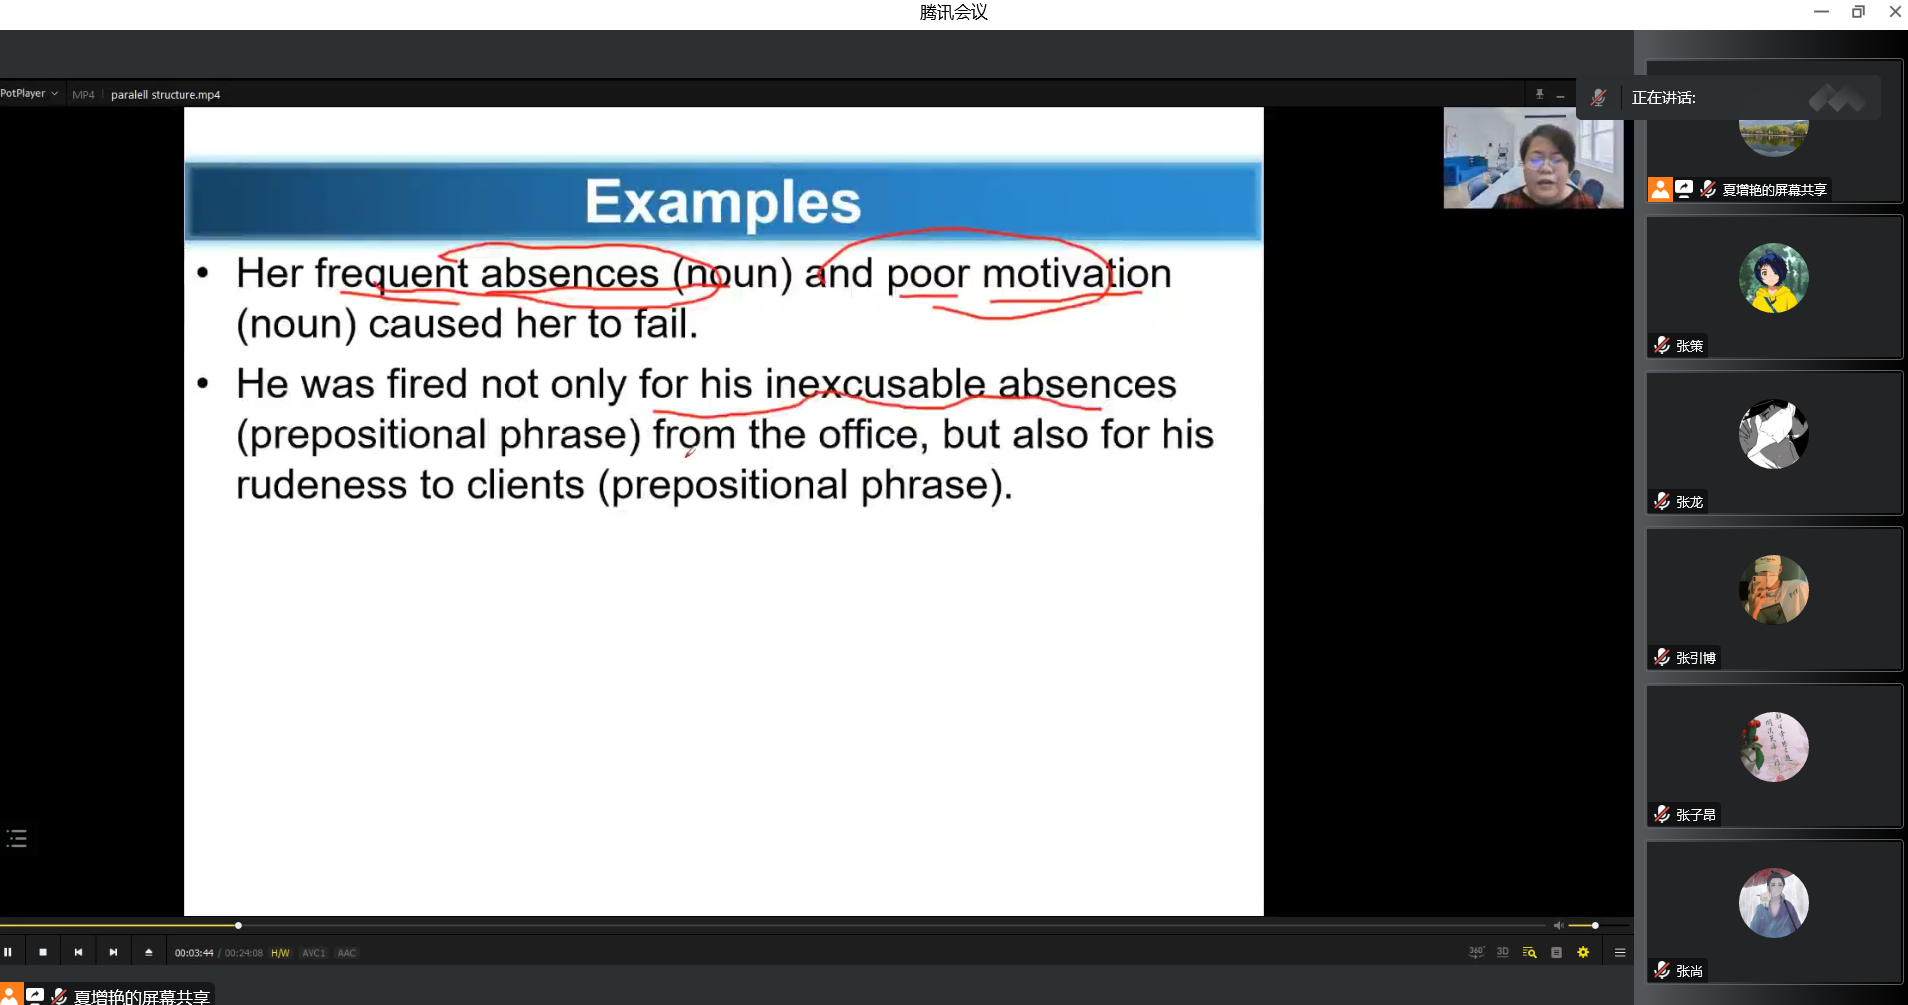 腾讯会议
PotPlayer
MP4
paralell structure.mp4
正在讲话:
Examples
• Her frequent absences (noun) and poor motivation
(noun) caused her to fail.
• He was fired not only for his inexcusable absences
(prepositional phrase) from the office, but also for his
rudeness to clients (prepositional phrase).
夏增艳的屏幕共享
张策
张龙
张引博
张子昂
张尚
00:03:44 / 00:24:08 H/W AVC1 AAC
360° 3D
夏增艳的屏幕共享